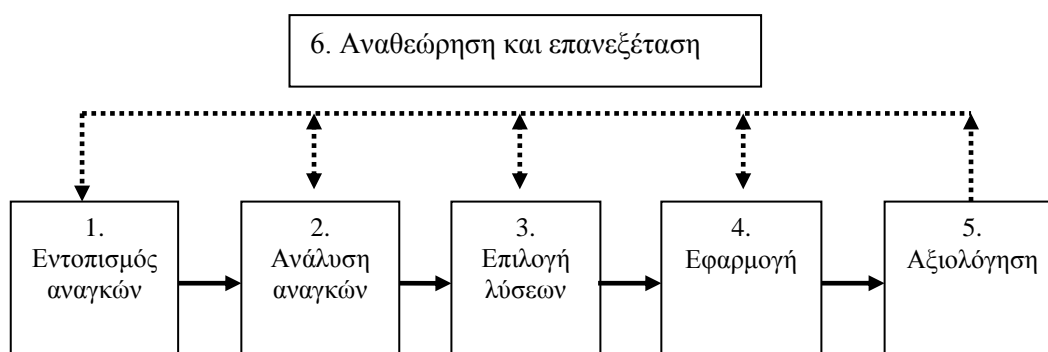 6. Αναθεώρηση και επανεξέταση
1.
Εντοπισμός
αναγκών
2.
Ανάλυση
αναγκών
3.
Επιλογή
λύσεων
4.
Εφαρμογή
5.
Αξιολόγηση